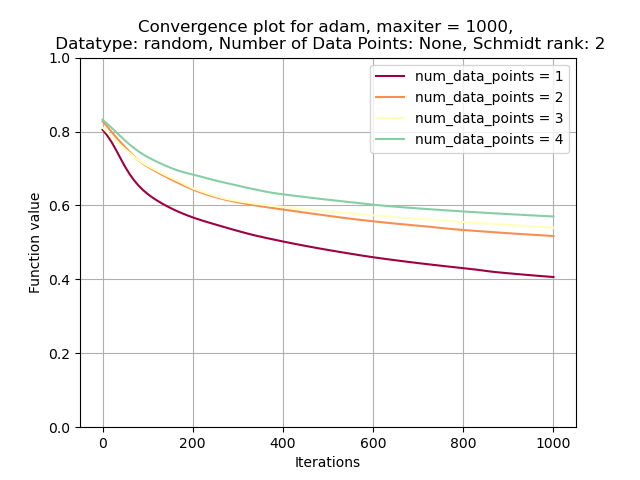 Convergence plot for adam, maxiter = 1000,
Datatype: random, Number of Data Points: None, Schmidt rank: 2
num_data_points = 1
num_data_points = 2
num_data_points = 3
num_data_points = 4
Function value
1.0
0.8
0.6
0.4
0.2
0.0
0 200 400 600 800 1000
Iterations